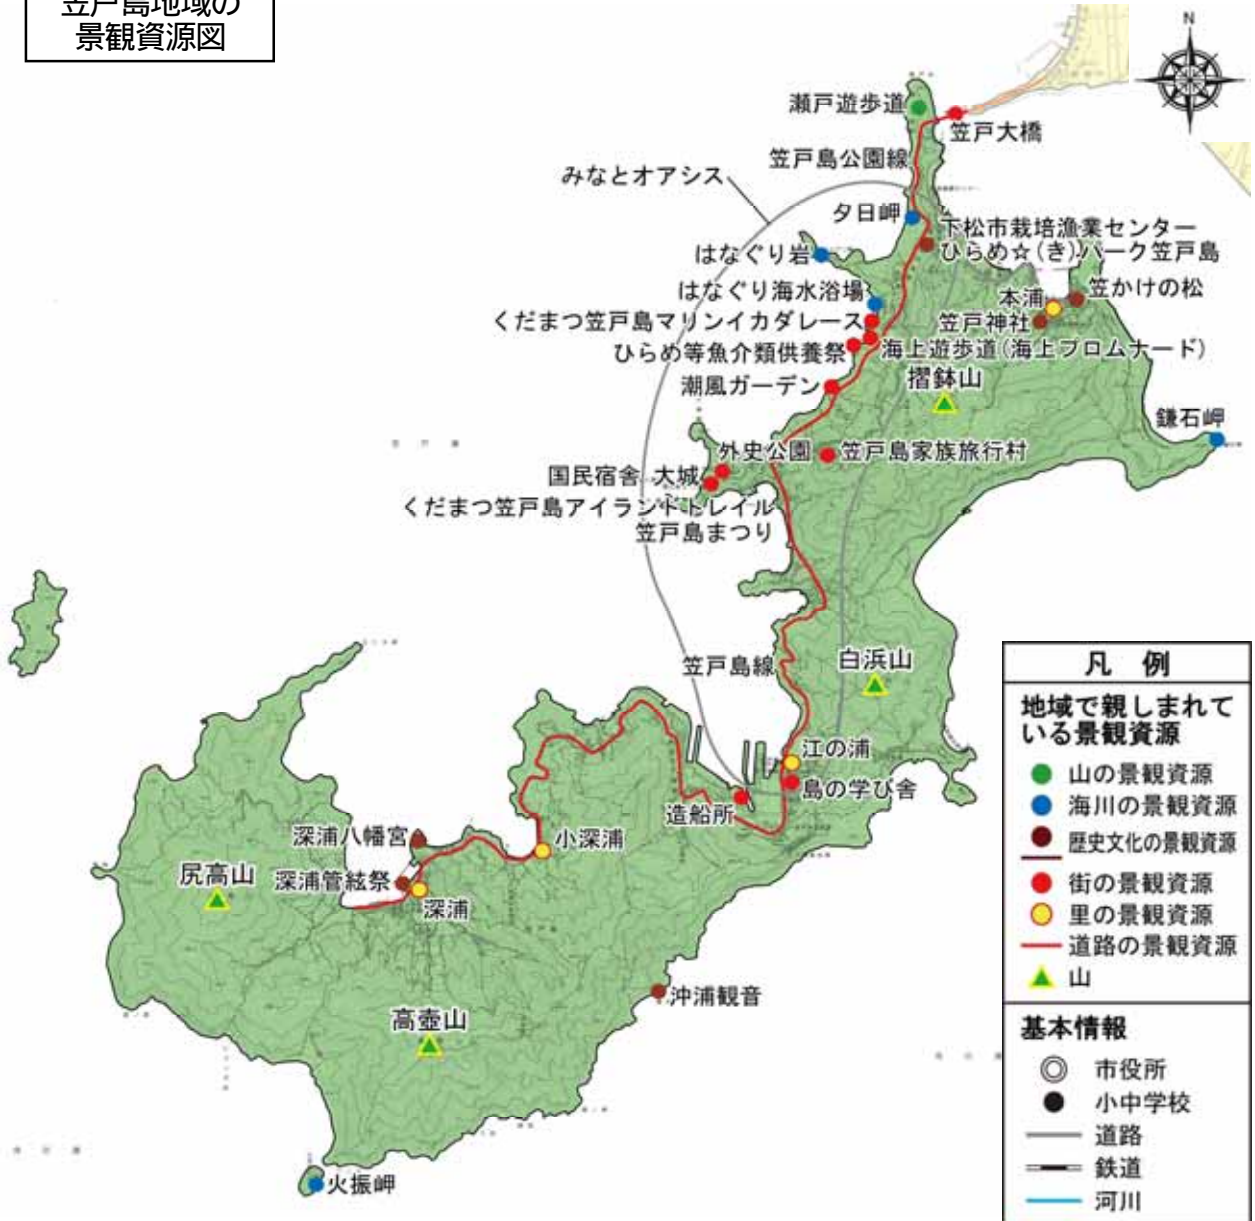 笠戸島地域の
景観資源図
N
瀬戸遊歩道
笠戸大橋
笠戸島公園線
みなとオアシス
夕日岬
下松市栽培漁業センター
ひらめ☆(き)パーク笠戸島
はなぐり岩
はなぐり海水浴場
本浦
笠かけの松
くだまつ笠戸島マリンイカダレース
笠戸神社
ひらめ等魚介類供養祭
海上遊歩道(海上プロムナード)
潮風ガーデン
摺鉢山
鎌石岬
外史公園
笠戸島家族旅行村
国民宿舎 大城
くだまつ笠戸島アイランドトレイル
笠戸島まつり
笠戸島線
白浜山
江の浦
島の学び舎
造船所
深浦八幡宮
小深浦
尻高山
深浦管絃祭
深浦
沖浦観音
高壺山
火振岬
凡 例
地域で親しまれて
いる景観資源
山の景観資源
海川の景観資源
歴史文化の景観資源
街の景観資源
里の景観資源
道路の景観資源
山
基本情報
市役所
小中学校
道路
鉄道
河川